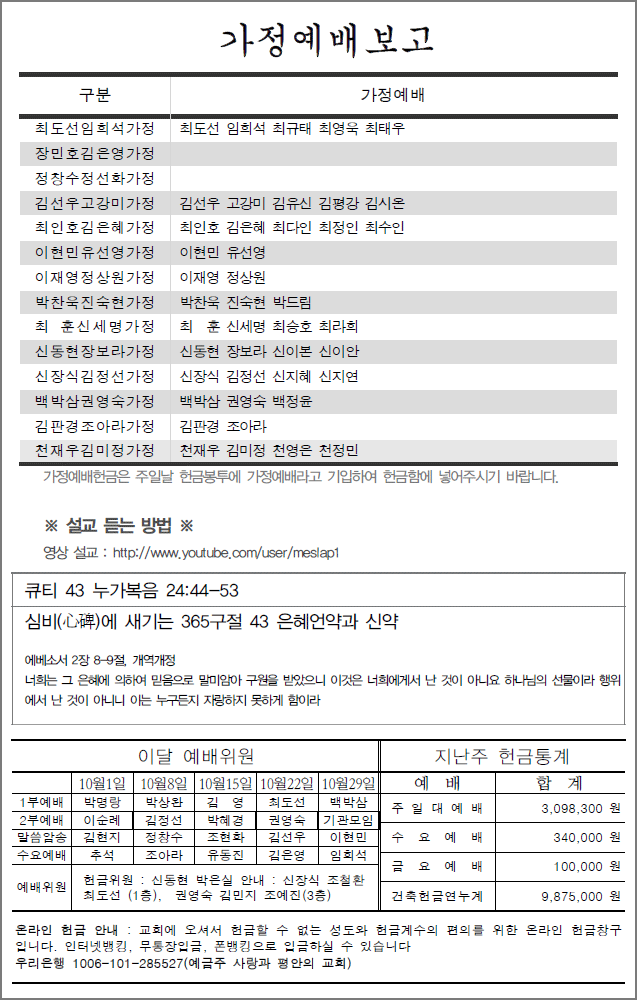 가정예배보고
구분 가정예배
최도선임희석가정 최도선 임희석 최규태 최영욱 최태우
장민호김은영가정
정창수정선화가정
김선우고강미가정 김선우 고강미 김유신 김평강 김시온
최인호김은혜가정 최인호 김은혜 최다인 최정인 최수인
이현민유선영가정 이현민 유선영
이재영정상원가정 이재영 정상원
박찬욱진숙현가정 박찬욱 진숙현 박드림
최 훈신세명가정 최 훈 신세명 최승호 최라희
신동현장보라가정 신동현 장보라 신이본 신이안
신장식김정선가정 신장식 김정선 신지혜 신지연
백박삼권영숙가정 백박삼 권영숙 백정윤
김판경조아라가정 김판경 조아라
천재우김미정가정 천재우 김미정 천영은 천정민
가정예배헌금은 주일날 헌금봉투에 가정예배라고 기입하여 헌금함에 넣어주시기 바랍니다.
※ 설교 듣는 방법 ※
영상 설교 : http://www.youtube.com/user/meslap1
큐티 43 누가복음 24:44-53
심비(心碑)에 새기는 365구절 43 은혜언약과 신약
에베소서 2장 8-9절, 개역개정
너희는 그 은혜에 의하여 믿음으로 말미암아 구원을 받았으니 이것은 너희에게서 난 것이 아니요 하나님의 선물이라 행위
에서 난 것이 아니니 이는 누구든지 자랑하지 못하게 함이라
이달 예배위원
10월1일 10월8일 10월15일 10월22일 10월29일
1부예배 박명랑 박상완 김 영 최도선 백박삼
2부예배 이순례 김정선 박혜경 권영숙 기관모임
말씀암송 김현지 정창수 조현화 김선우 이현민
수요예배 추석 조아라 유동진 김은영 임희석
예배위원 헌금위원 : 신동현 박은실 안내 : 신장식 조철환
최도선 (1층), 권영숙 김민지 조예진(3층)
지난주 헌금통계
예 배 합 계
주 일 대 예 배 3,098,300 원
수 요 예 배 340,000 원
금 요 예 배 100,000 원
건축헌금연누계 9,875,000 원
온라인 헌금 안내 : 교회에 오셔서 헌금할 수 없는 성도와 헌금계수의 편의를 위한 온라인 헌금창구
입니다. 인터넷뱅킹, 무통장입금, 폰뱅킹으로 입금하실 수 있습니다
우리은행 1006-101-285527(예금주 사랑과 평안의 교회)